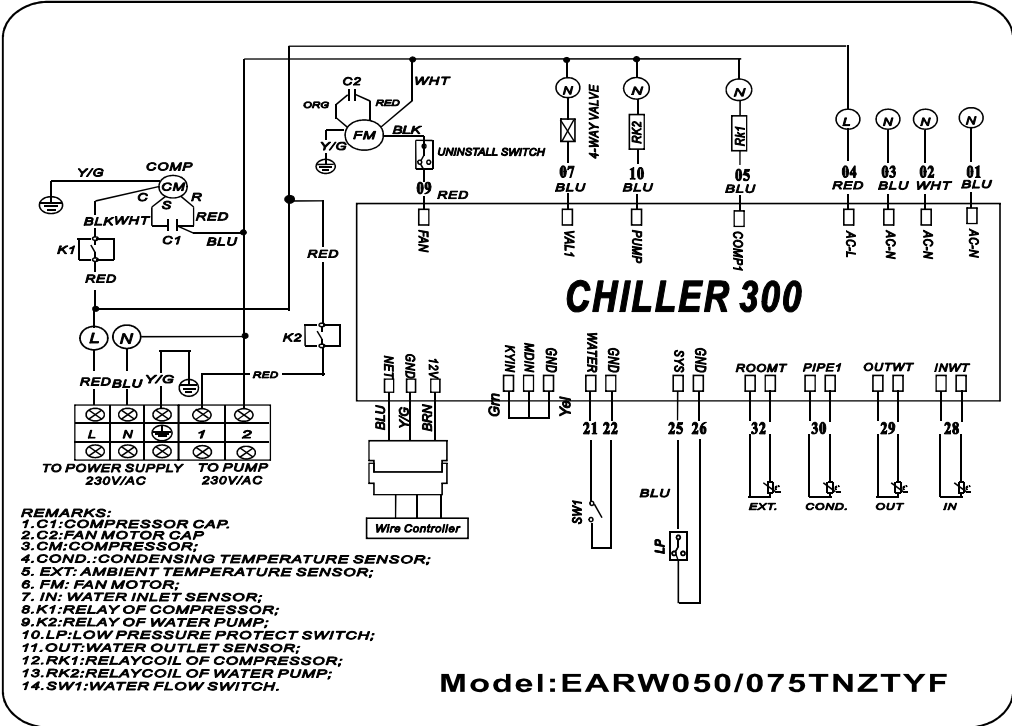 C2
ORG
RED
WHT
FM
BLK
Y/G
UNINSTALL SWITCH
09
RED
N
4-WAY VALVE
07
BLU
N
RK2
10
BLU
N
Rk1
05
BLU
L
04
RED
N
03
BLU
N
02
WHT
N
01
BLU
COMP
Y/G
CM
C
S
R
BLK
WHT
RED
C1
BLU
K1
RED
RED
K2
RED
L
N
RED
BLU
Y/G
L
N
1
2
TO POWER SUPPLY
230V/AC
TO PUMP
230V/AC
FAN
VAL1
PUMP
COMP1
AC-L
AC-N
AC-N
AC-N
CHILLER 300
NET
GND
12V
KYIN
MDIN
GND
WATER
GND
SYS
GND
ROOMT
PIPE1
OUTWT
INWT
BLU
Y/G
BRN
Grn
Yel
21
22
25
26
32
30
29
28
BLU
SW1
LP
EXT.
COND.
OUT
IN
Wire Controller
REMARKS:
1.C1:COMPRESSOR CAP.
2.C2:FAN MOTOR CAP
3.CM:COMPRESSOR;
4.COND.:CONDENSING TEMPERATURE SENSOR;
5. EXT: AMBIENT TEMPERATURE SENSOR;
6. FM: FAN MOTOR;
7. IN: WATER INLET SENSOR;
8.K1:RELAY OF COMPRESSOR;
9.K2:RELAY OF WATER PUMP;
10.LP:LOW PRESSURE PROTECT SWITCH;
11.OUT:WATER OUTLET SENSOR;
12.RK1:RELAYCOIL OF COMPRESSOR;
13.RK2:RELAYCOIL OF WATER PUMP;
14.SW1:WATER FLOW SWITCH.
Model:EARW050/075TNZTYF